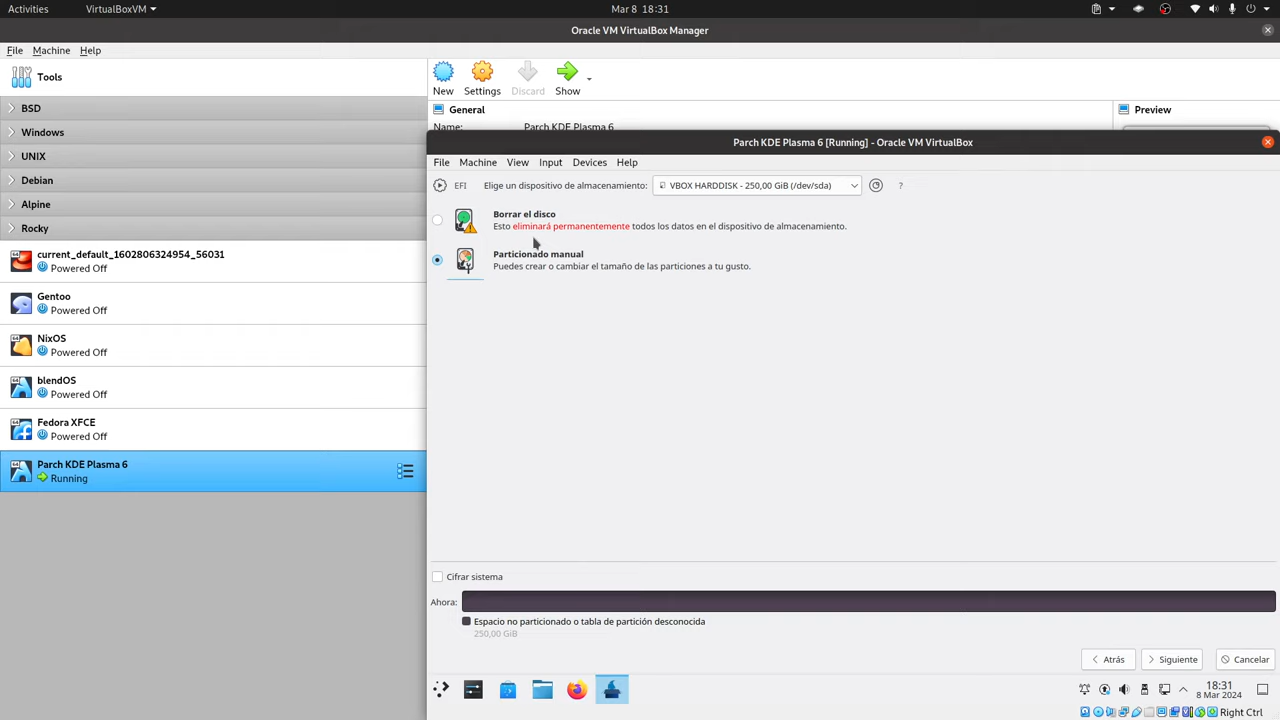 Activities
VirtualBoxVM
Mar 8 18:31
Oracle VM VirtualBox Manager
File Machine Help
Tools
New Settings Discard Show
BSD
Windows
UNIX
Debian
Alpine
Rocky
current_default_1602806324954_56031
Powered Off
Gentoo
Powered Off
NixOS
Powered Off
blendOS
Powered Off
Fedora XFCE
Powered Off
Parch KDE Plasma 6
Running
General
Preview
Name: Parch KDE Plasma 6
Parch KDE Plasma 6 [Running] - Oracle VM VirtualBox
File Machine View Input Devices Help
EFI Elige un dispositivo de almacenamiento: VBOX HARDDISK - 250,00 GiB (/dev/sda) ?
Borrar el disco
Esto eliminará permanentemente todos los datos en el dispositivo de almacenamiento.
Particionado manual
Puedes crear o cambiar el tamaño de las particiones a tu gusto.
Cifrar sistema
Ahora:
Espacio no particionado o tabla de partición desconocida
250,00 GiB
Atrás Siguiente Cancelar
18:31
8 Mar 2024
Right Ctrl